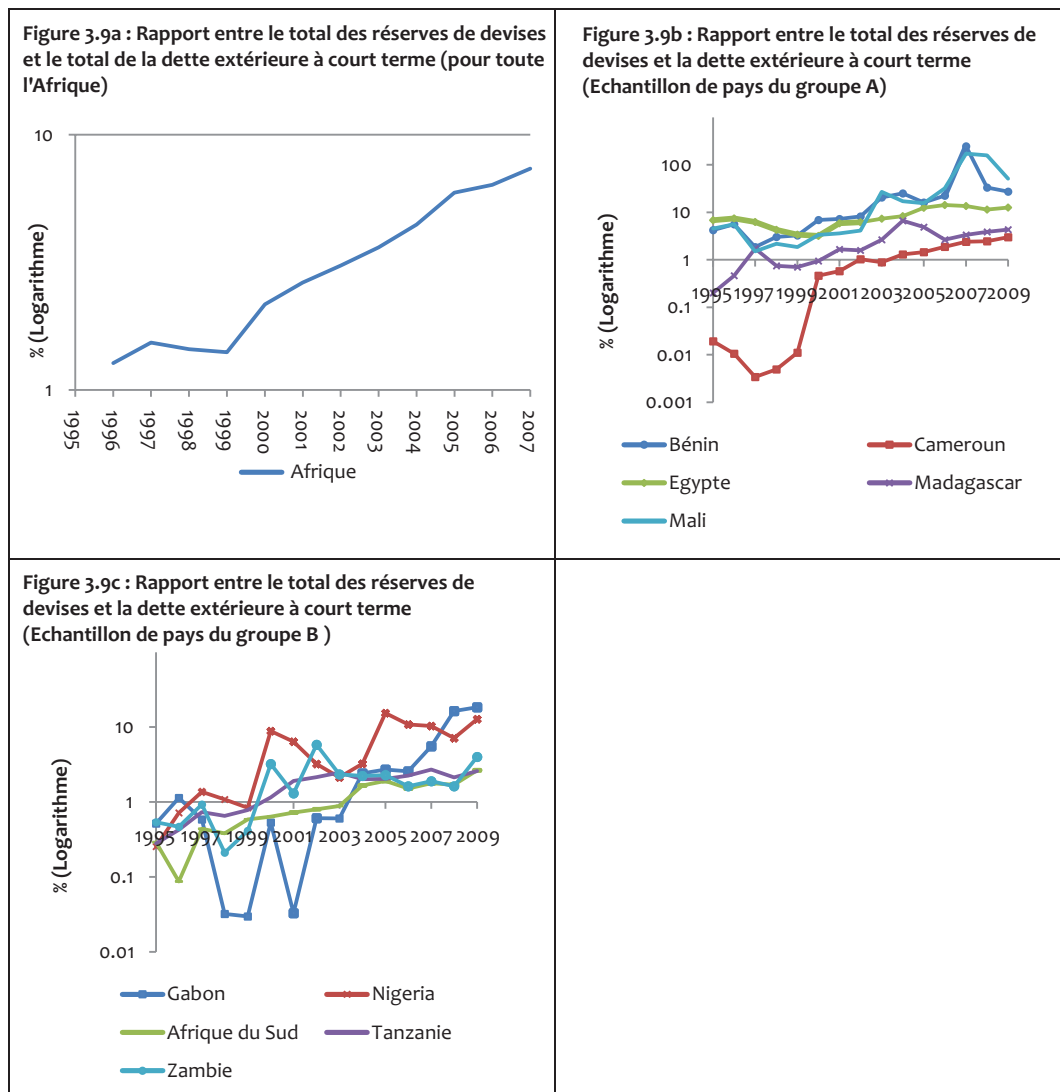 Figure 3.9a : Rapport entre le total des réserves de devises
et le total de la dette extérieure à court terme (pour toute
l'Afrique)
10
1
% (Logarithme)
1995
1996
1997
1998
1999
2000
2001
2002
2003
2004
2005
2006
2007
Afrique
Figure 3.9b : Rapport entre le total des réserves de
devises et la dette extérieure à court terme
(Echantillon de pays du groupe A)
100
10
1
0.1
0.01
0.001
% (Logarithme)
1995 1997 1999 2001 2003 2005 2007 2009
Bénin Cameroun
Egypte Madagascar
Mali
Figure 3.9c : Rapport entre le total des réserves de
devises et la dette extérieure à court terme
(Echantillon de pays du groupe B )
10
1
0.1
0.01
% (Logarithme)
1995 1997 1999 2001 2003 2005 2007 2009
Gabon Nigeria
Afrique du Sud Tanzanie
Zambie